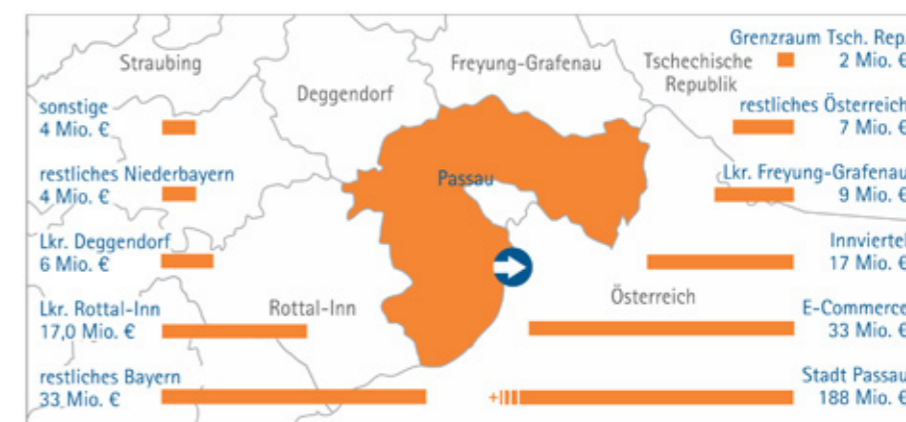 Straubing
Deggendorf
Freyung-Grafenau
Tschechische
Republik
Passau
Rottal-Inn
Österreich
sonstige
4 Mio. €
restliches Niederbayern
4 Mio. €
Lkr. Deggendorf
6 Mio. €
Lkr. Rottal-Inn
17,0 Mio. €
restliches Bayern
33 Mio. €
Grenzraum Tsch. Rep.
2 Mio. €
restliches Österreich
7 Mio. €
Lkr. Freyung-Grafenau
9 Mio. €
Innviertel
17 Mio. €
E-Commerce
33 Mio. €
Stadt Passau
188 Mio. €
+